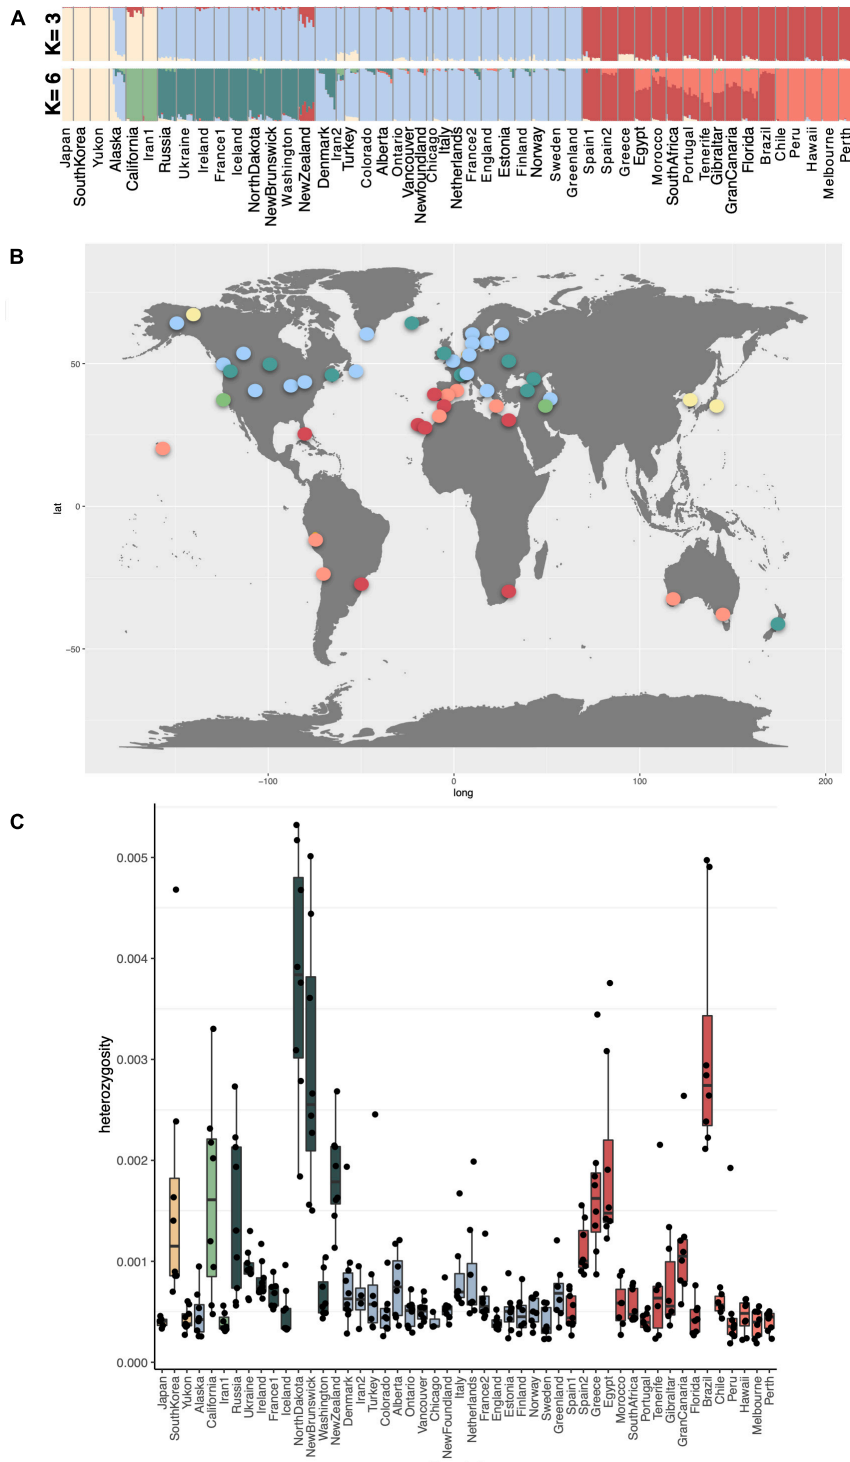 A
K= 3
K= 6
Japan
SouthKorea
Yukon
Alaska
California
Iran1
Russia
Ukraine
Ireland
France1
Iceland
NorthDakota
NewBrunswick
Washington
NewZealand
Denmark
Iran2
Turkey
Colorado
Alberta
Ontario
Vancouver
Newfoundland
Chicago
Italy
Netherlands
France2
England
Estonia
Finland
Norway
Sweden
Greenland
Spain1
Spain2
Greece
Egypt
Morocco
SouthAfrica
Portugal
Tenerife
Gibraltar
GranCanaria
Florida
Brazil
Chile
Peru
Hawaii
Melbourne
Perth
B
lat
50
0
−50
−100
0
100
200
long
C
heterozygosity
0.005
0.004
0.003
0.002
0.001
0.000
Japan
SouthKorea
Yukon
Alaska
California
Iran1
Russia
Ukraine
Ireland
France1
Iceland
NorthDakota
NewBrunswick
Washington
NewZealand
Denmark
Iran2
Turkey
Colorado
Alberta
Ontario
Vancouver
Chicago
NewFoundland
Italy
Netherlands
France2
England
Estonia
Finland
Norway
Sweden
Greenland
Spain1
Spain2
Greece
Egypt
Morocco
SouthAfrica
Portugal
Tenerife
Gibraltar
GranCanaria
Florida
Brazil
Chile
Peru
Hawaii
Melbourne
Perth